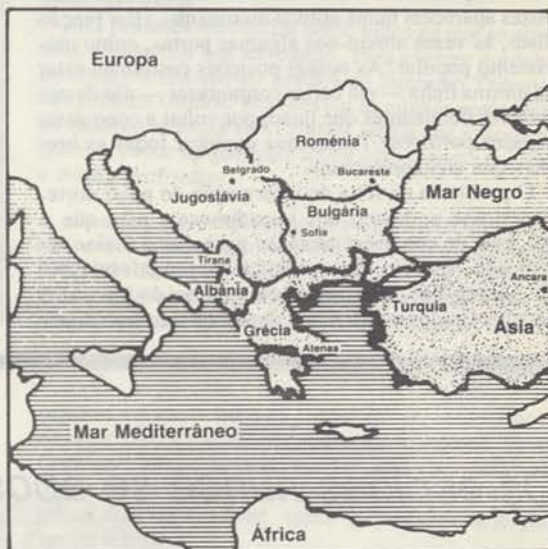 Europa
Roménia
Belgrado
Bucareste
Jugoslávia
Mar Negro
Bulgária
Sofia
Tirana
Ancara
Albânia
Turquia
Ásia
Grécia
Atenas
Mar Mediterrâneo
África